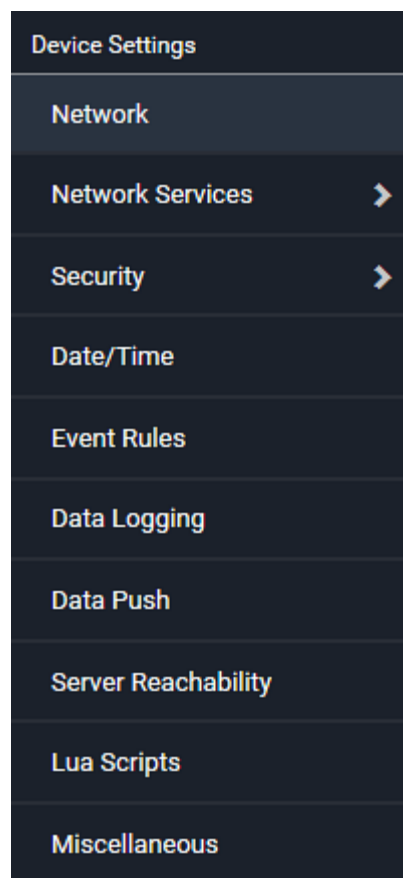 Device Settings
Network
Network Services
Security
Date/Time
Event Rules
Data Logging
Data Push
Server Reachability
Lua Scripts
Miscellaneous